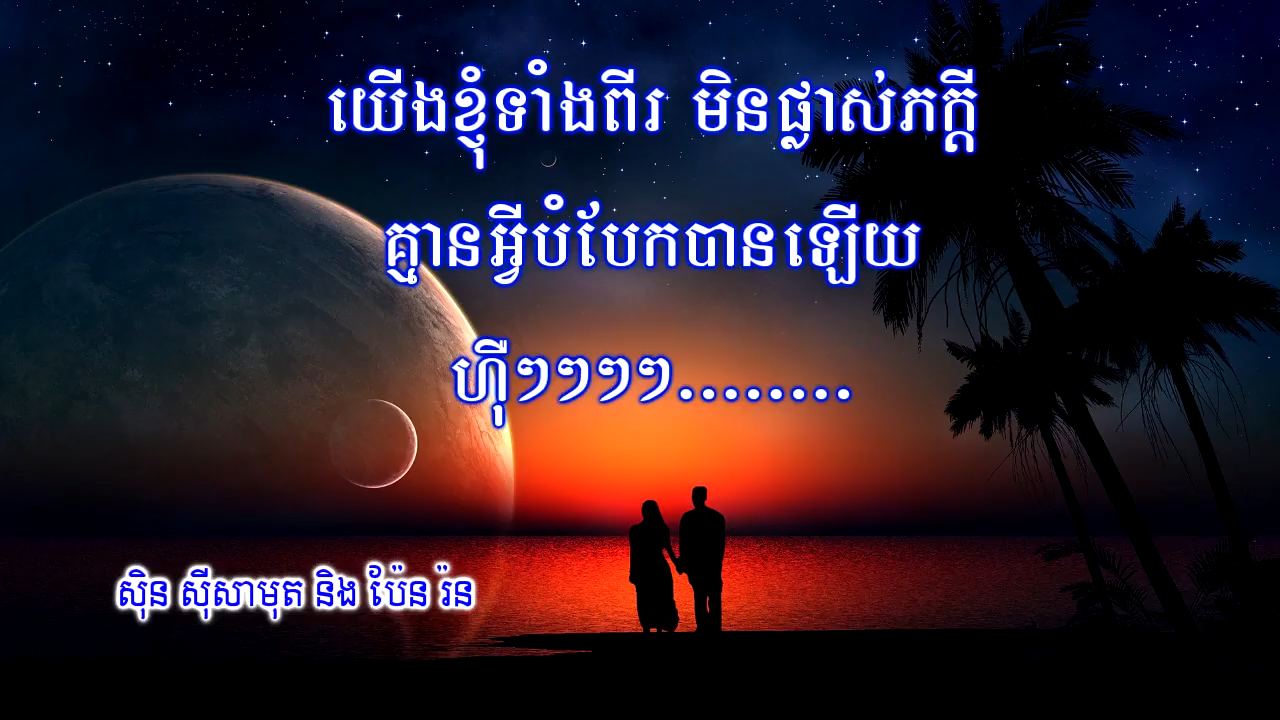 យើងខ្ញុំទាំងពីរ មិនផ្លាស់ភក្ដី
គ្មានអ្វីបំបែកបានឡើយ
ហ៊ឺៗៗៗៗ........
ស៊ិន ស៊ីសាមុត និង ប៉ែន រ៉ន